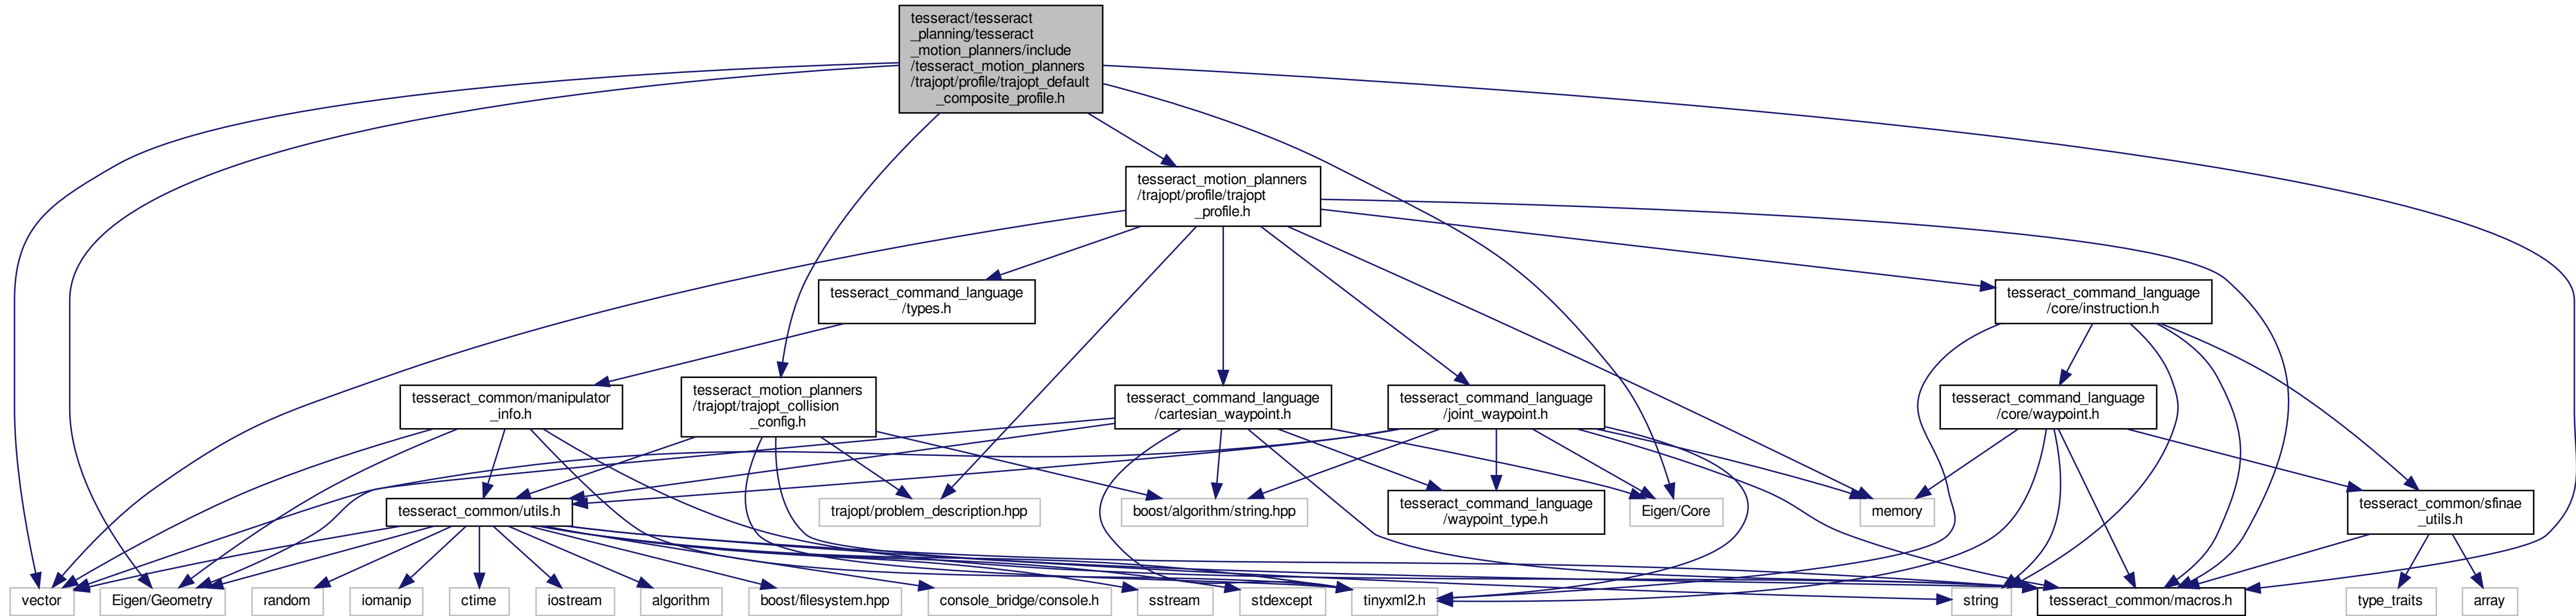 tesseract/tesseract
_planning/tesseract
_motion_planners/include
/tesseract_motion_planners
/trajopt/profile/trajopt_default
_composite_profile.h
tesseract_motion_planners
/trajopt/profile/trajopt
_profile.h
tesseract_command_language
/types.h
tesseract_command_language
/core/instruction.h
tesseract_common/manipulator
_info.h
tesseract_motion_planners
/trajopt/trajopt_collision
_config.h
tesseract_command_language
/cartesian_waypoint.h
tesseract_command_language
/joint_waypoint.h
tesseract_command_language
/core/waypoint.h
tesseract_common/utils.h
trajopt/problem_description.hpp
boost/algorithm/string.hpp
tesseract_command_language
/waypoint_type.h
Eigen/Core
memory
tesseract_common/sfinae
_utils.h
vector
Eigen/Geometry
random
iomanip
ctime
iostream
algorithm
boost/filesystem.hpp
console_bridge/console.h
sstream
stdexcept
tinyxml2.h
string
tesseract_common/macros.h
type_traits
array